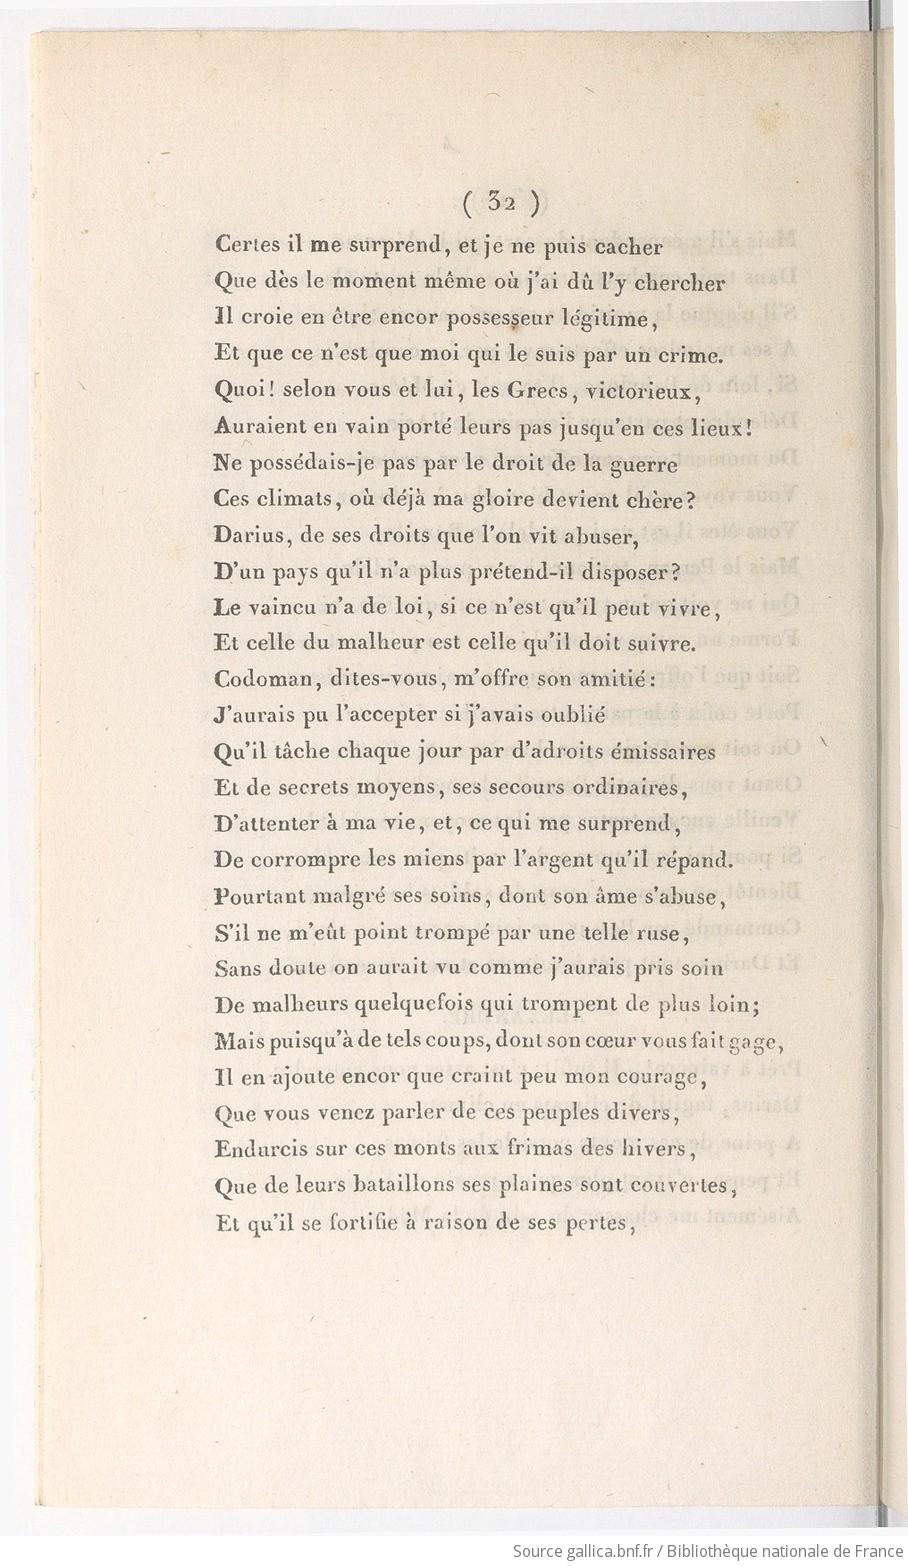 ( 32 )
Certes il me surprend, et je ne puis cacher
Que dès le moment même où j'ai dû l'y chercher
Il croie en être encor possesseur légitime,
Et que ce n'est que moi qui le suis par un crime.
Quoi! selon vous et lui, les Grecs, victorieux,
Auraient en vain porté leurs pas jusqu'en ces lieux!
Ne possédais-je pas par le droit de la guerre
Ces climats, où déjà ma gloire devient chère?
Darius, de ses droits que l'on vit abuser,
D'un pays qu'il n'a plus prétend-il disposer?
Le vaincu n'a de loi, si ce n'est qu'il peut vivre,
Et celle du malheur est celle qu'il doit suivre.
Codoman, dites-vous, m'offre son amitié:
J'aurais pu l'accepter si j'avais oublié
Qu'il tâche chaque jour par d'adroits émissaires
Et de secrets moyens, ses secours ordinaires,
D'attenter à ma vie, et, ce qui me surprend,
De corrompre les miens par l'argent qu'il répand.
Pourtant malgré ses soins, dont son âme s'abuse,
S'il ne m'eût point trompé par une telle ruse,
Sans doute on aurait vu comme j'aurais pris soin
De malheurs quelquefois qui trompent de plus loin;
Mais puisqu'à de tels coups, dont son cœur vous fait gage,
Il en ajoute encor que craint peu mon courage,
Que vous venez parler de ces peuples divers,
Endurcis sur ces monts aux frimas des hivers,
Que de leurs bataillons ses plaines sont couvertes,
Et qu'il se fortifie à raison de ses pertes,
Source gallica.bnf.fr / Bibliothèque nationale de France